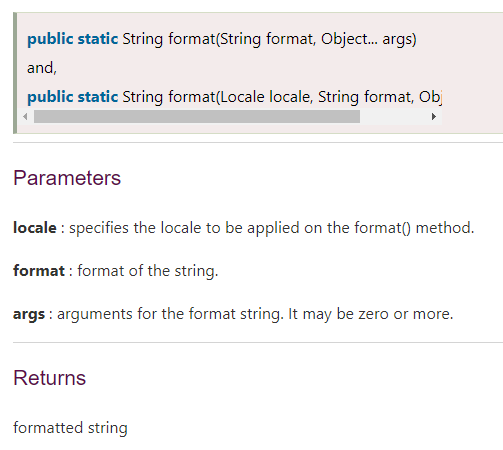 public static String format(String format, Object... args)
and,
public static String format(Locale locale, String format, Obj
Parameters
locale : specifies the locale to be applied on the format() method.
format : format of the string.
args : arguments for the format string. It may be zero or more.
Returns
formatted string